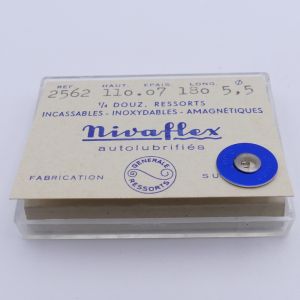 REF HAUT EPAIS LONG Ø
2562 110.07 180 5,5
¼ DOUZ. RESSORTS
INCASSABLES - INOXYDABLES - AMAGNÉTIQUES
Nivaflex
autolubrifiés
GENERALE RESSORTS
FABRICATION SU